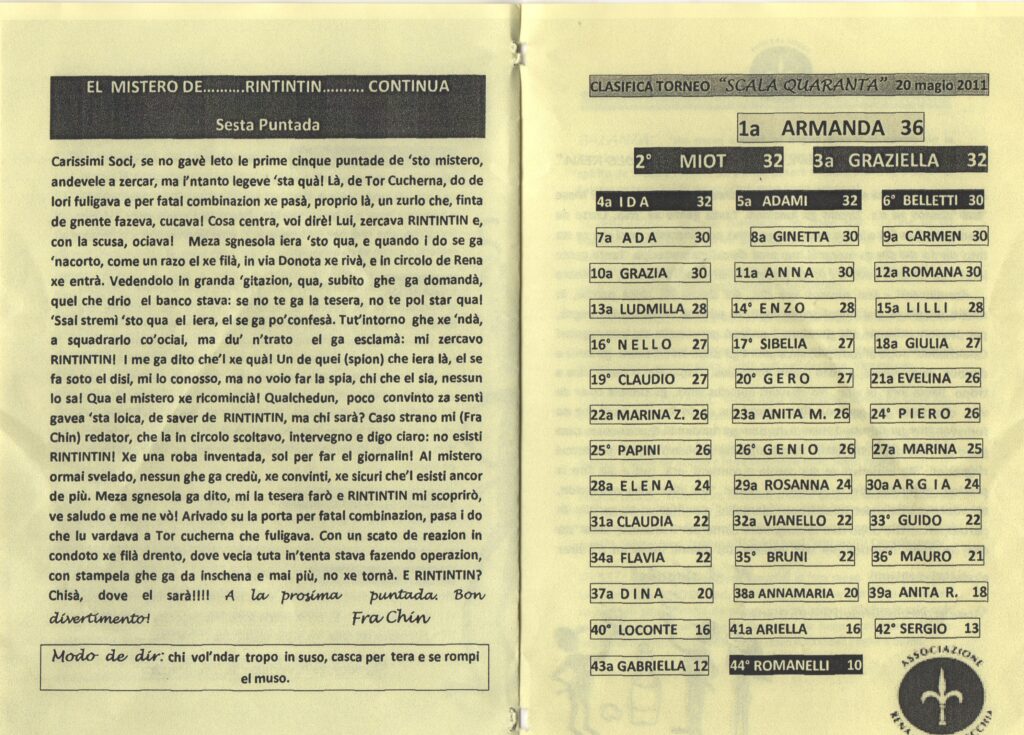 EL MISTERO DE..........RINTINTIN.......... CONTINUA
Sesta Puntada
Carissimi Soci, se no gavè leto le prime cinque puntade de ‘sto mistero,
andevele a zercar, ma i’ntanto legeve ‘sta quà! Là, de Tor Cucherna, do de
lori fuligava e per fatal combinazion xe pasà, proprio là, un zurlo che, finta
de gnente fazeva, cucava! Cosa centra, voi dirè! Lui, zercava RINTINTIN e,
con la scusa, ociava! Meza sgnesola iera ‘sto qua, e quando i do se ga
‘nacorto, come un razo el xe filà, in via Donota xe rivà, e in circolo de Rena
xe entrà. Vedendolo in granda ‘gitazion, qua, subito ghe ga domandà,
quel che drio el banco stava: se no te ga la tesera, no te pol star qua!
‘Ssai stremì ‘sto qua el iera, el se ga po’confesà. Tut’intorno ghe xe ‘ndà,
a squadrarlo co’ociai, ma du’ n’trato el ga esclamà: mi zercavo
RINTINTIN! I me ga dito che’l xe quà! Un de quei (spion) che iera là, el se
fa soto el disi, mi lo conosso, ma no voio far la spia, chi che el sia, nessun
lo sa! Qua el mistero xe ricomincià! Qualchedun, poco convinto za sentì
gavea ‘sta loica, de saver de RINTINTIN, ma chi sarà? Caso strano mi (Fra
Chin) redator, che la in circolo scoltavo, intervegno e digo ciaro: no esisti
RINTINTIN! Xe una roba inventada, sol per far el giornalin! Al mistero
ormai svelado, nessun ghe ga credù, xe convinti, xe sicuri che’l esisti ancor
de più. Meza sgnesola ga dito, mi la tesera farò e RINTINTIN mi scoprirò,
ve saludo e me ne vò! Arivado su la porta per fatal combinazion, pasa i do
che lu vardava a Tor cucherna che fuligava. Con un scato de reazion in
condoto xe filà drento, dove vecia tuta in’tenta stava fazendo operazion,
con stampela ghe ga da inschena e mai più, no xe tornà. E RINTINTIN?
Chisà, dove el sarà!!!! A la prosima puntada. Bon
divertimento! Fra Chin
Modo de dir: chi vol’ndar tropo in suso, casca per tera e se rompi
el muso.
CLASIFICA TORNEO “SCALA QUARANTA” 20 magio 2011
1a ARMANDA 36
2° MIOT 32 3a GRAZIELLA 32
4a IDA 32 5a ADAMI 32 6° BELLETTI 30
7a ADA 30 8a GINETTA 30 9a CARMEN 30
10a GRAZIA 30 11a ANNA 30 12a ROMANA 30
13a LUDMILLA 28 14° ENZO 28 15a LILLI 28
16° NELLO 27 17° SIBELIA 27 18a GIULIA 27
19° CLAUDIO 27 20° GERO 27 21a EVELINA 26
22a MARINA Z. 26 23a ANITA M. 26 24° PIERO 26
25° PAPINI 26 26° GENIO 26 27a MARINA 25
28a ELENA 24 29a ROSANNA 24 30a ARGIA 24
31a CLAUDIA 22 32a VIANELLO 22 33° GUIDO 22
34a FLAVIA 22 35° BRUNI 22 36° MAURO 21
37a DINA 20 38a ANNAMARIA 20 39a ANITA R. 18
40° LOCONTE 16 41a ARIELLA 16 42° SERGIO 13
43a GABRIELLA 12 44° ROMANELLI 10
ASSOCIAZIONE
RENA